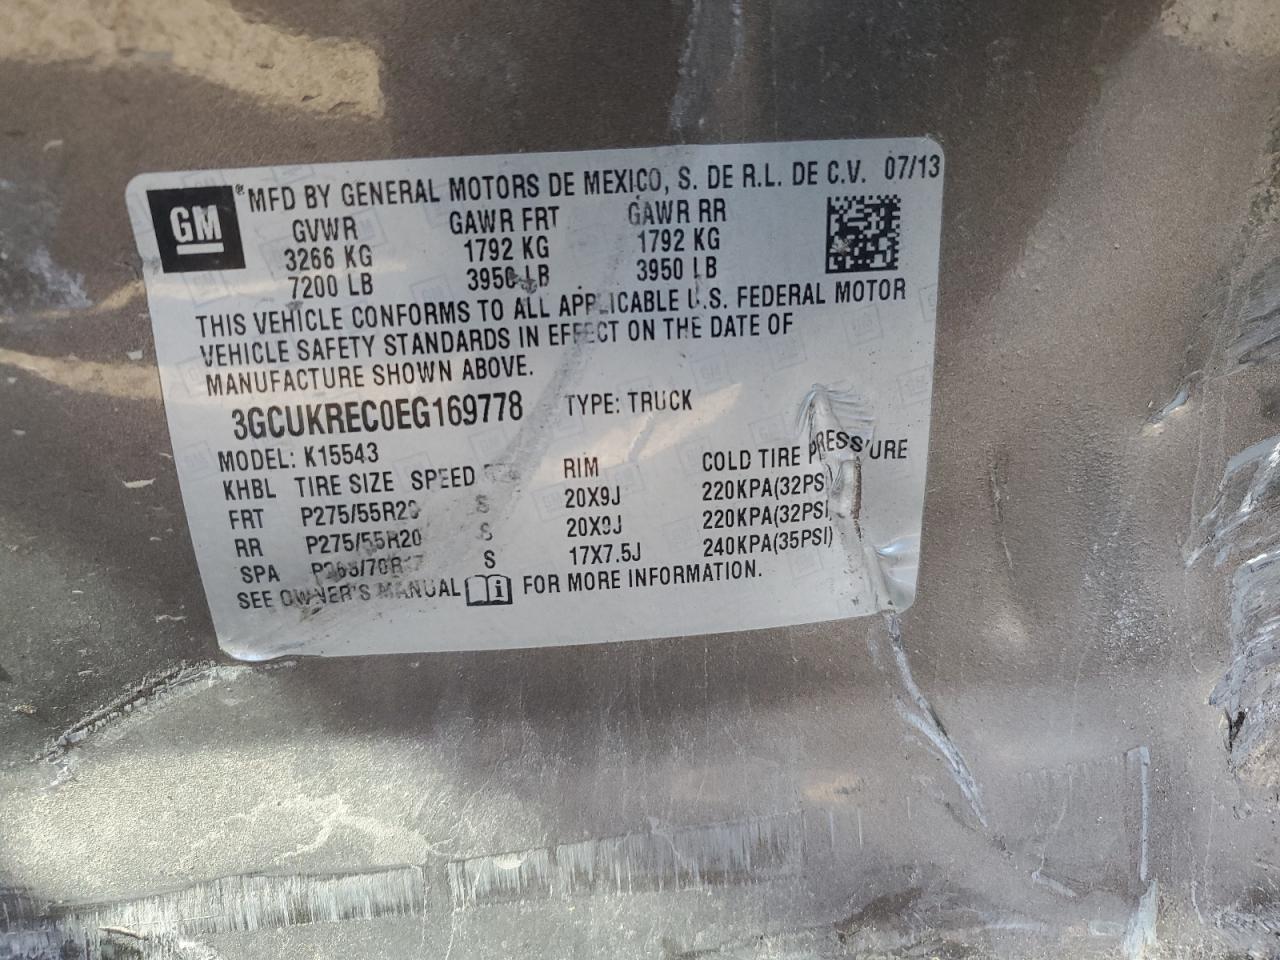 GM
® MFD BY GENERAL MOTORS DE MEXICO, S. DE R.L. DE C.V. 07/13
GVWR GAWR FRT GAWR RR
3266 KG 1792 KG 1792 KG
7200 LB 3950 LB 3950 LB
THIS VEHICLE CONFORMS TO ALL APPLICABLE U.S. FEDERAL MOTOR
VEHICLE SAFETY STANDARDS IN EFFECT ON THE DATE OF
MANUFACTURE SHOWN ABOVE.
3GCUKREC0EG169778 TYPE: TRUCK
MODEL: K15543
KHBL TIRE SIZE SPEED RIM COLD TIRE PRESSURE
FRT P275/55R20 S 20X9J 220KPA(32PSI)
RR P275/55R20 S 20X9J 220KPA(32PSI)
SPA P265/70R17 S 17X7.5J 240KPA(35PSI)
SEE OWNER'S MANUAL i FOR MORE INFORMATION.